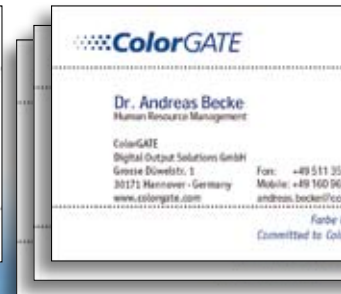 ColorGATE
Dr. Andreas Becke
Human Resource Management
ColorGATE
Digital Output Solutions GmbH
Grosse Düwelstr. 1
30171 Hannover - Germany
www.colorgate.com
Fon: +49 511 35
Mobile: +49 160 96
andreas.becke@co
Farbe
Committed to Col